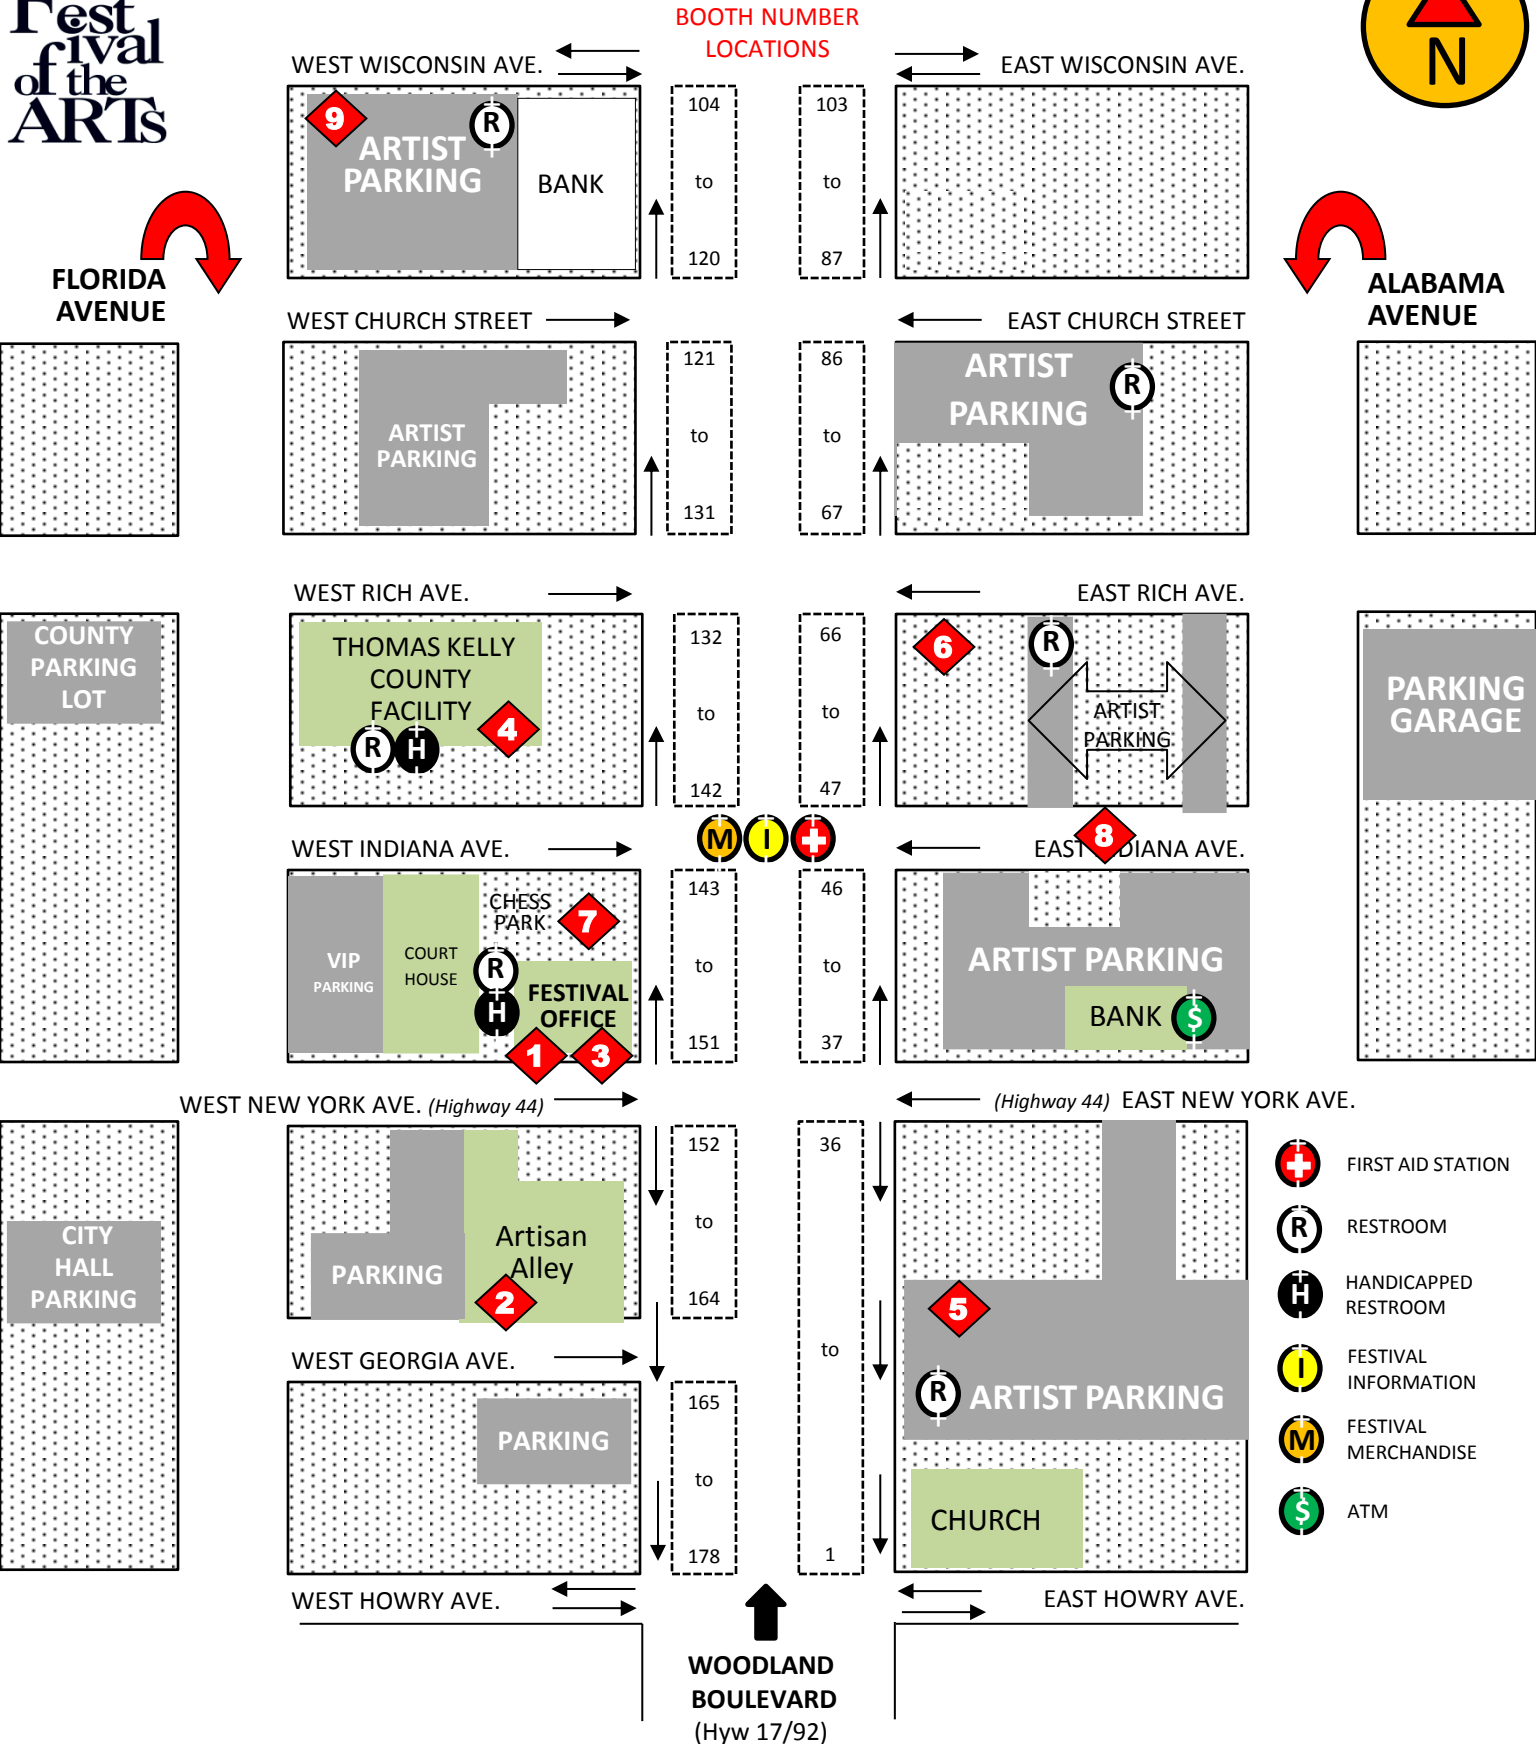 Fest
ival
of the
ARTs
BOOTH NUMBER
LOCATIONS
N
WEST WISCONSIN AVE.
EAST WISCONSIN AVE.
9
R
ARTIST
PARKING
BANK
104
to
120
103
to
87
FLORIDA
AVENUE
ALABAMA
AVENUE
WEST CHURCH STREET
EAST CHURCH STREET
ARTIST
PARKING
121
to
131
86
to
67
ARTIST
PARKING
R
WEST RICH AVE.
EAST RICH AVE.
COUNTY
PARKING
LOT
THOMAS KELLY
COUNTY
FACILITY
4
R
H
132
to
142
66
to
47
6
R
ARTIST
PARKING
PARKING
GARAGE
M
I
8
WEST INDIANA AVE.
EAST INDIANA AVE.
VIP
PARKING
COURT
HOUSE
CHESS
PARK
7
R
H
FESTIVAL
OFFICE
1
3
143
to
151
46
to
37
ARTIST PARKING
BANK
$
WEST NEW YORK AVE. (Highway 44)
(Highway 44) EAST NEW YORK AVE.
CITY
HALL
PARKING
PARKING
Artisan
Alley
2
152
to
164
36
to
1
5
R
ARTIST PARKING
CHURCH
WEST GEORGIA AVE.
PARKING
165
to
178
FIRST AID STATION
R
RESTROOM
H
HANDICAPPED
RESTROOM
I
FESTIVAL
INFORMATION
M
FESTIVAL
MERCHANDISE
$
ATM
WEST HOWRY AVE.
EAST HOWRY AVE.
WOODLAND
BOULEVARD
(Hyw 17/92)